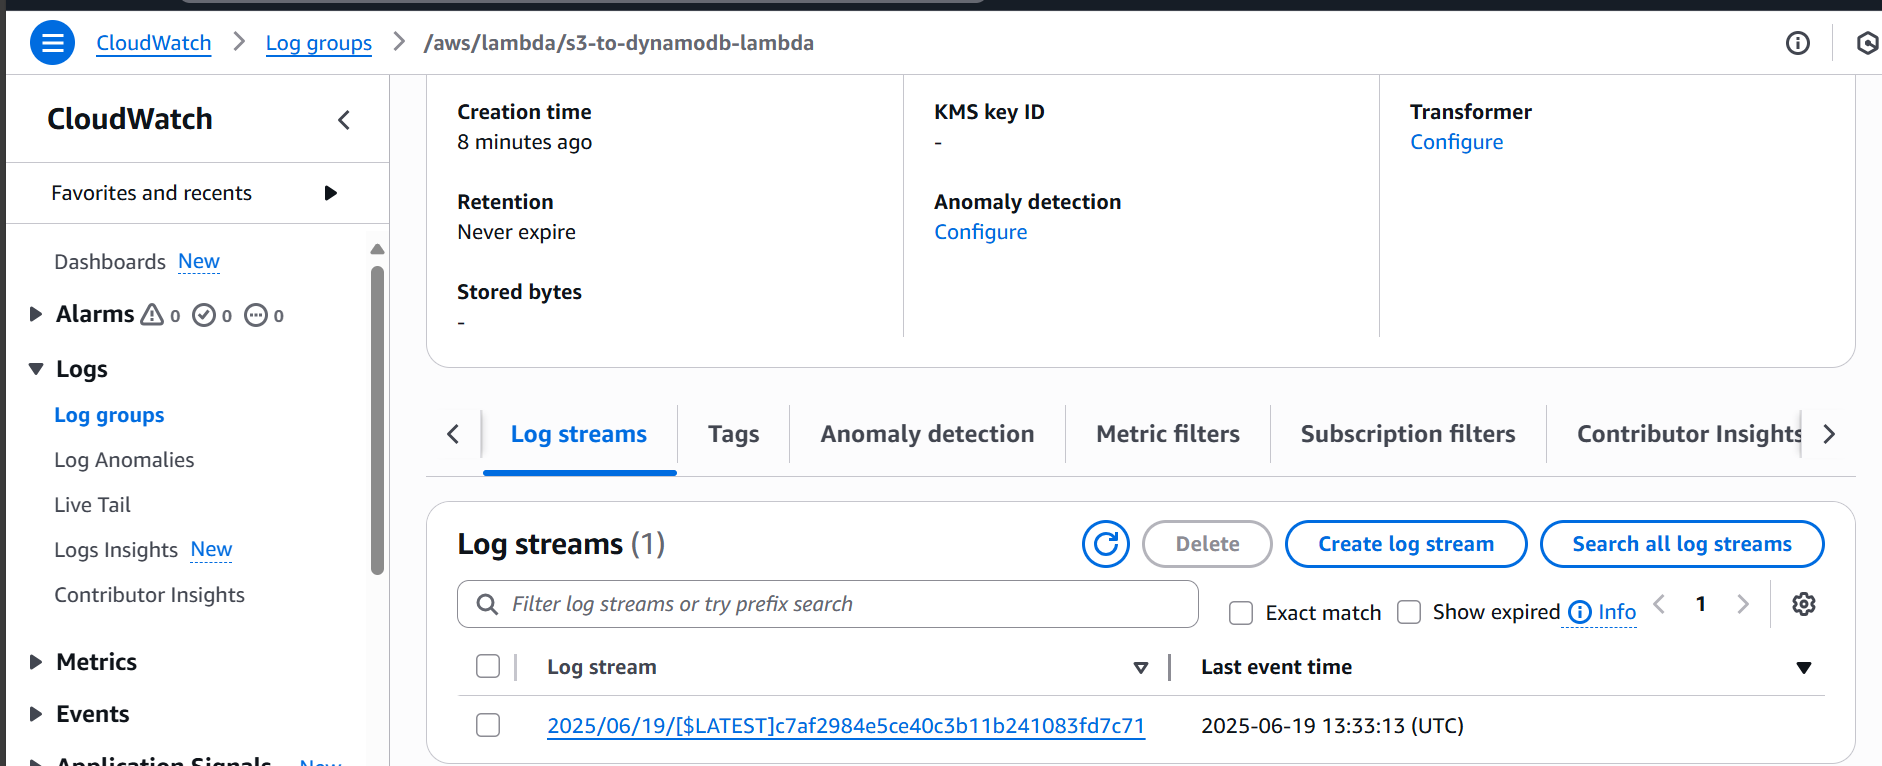 CloudWatch > Log groups > /aws/lambda/s3-to-dynamodb-lambda
CloudWatch
Favorites and recents
Dashboards New
Alarms 0 0 0
Logs
Log groups
Log Anomalies
Live Tail
Logs Insights New
Contributor Insights
Metrics
Events
Application Signals New
Creation time
8 minutes ago
Retention
Never expire
Stored bytes
-
KMS key ID
-
Anomaly detection
Configure
Transformer
Configure
Log streams Tags Anomaly detection Metric filters Subscription filters Contributor Insights
Log streams (1)
Delete Create log stream Search all log streams
Filter log streams or try prefix search
Exact match Show expired Info 1
Log stream Last event time
2025/06/19/[$LATEST]c7af2984e5ce40c3b11b241083fd7c71 2025-06-19 13:33:13 (UTC)